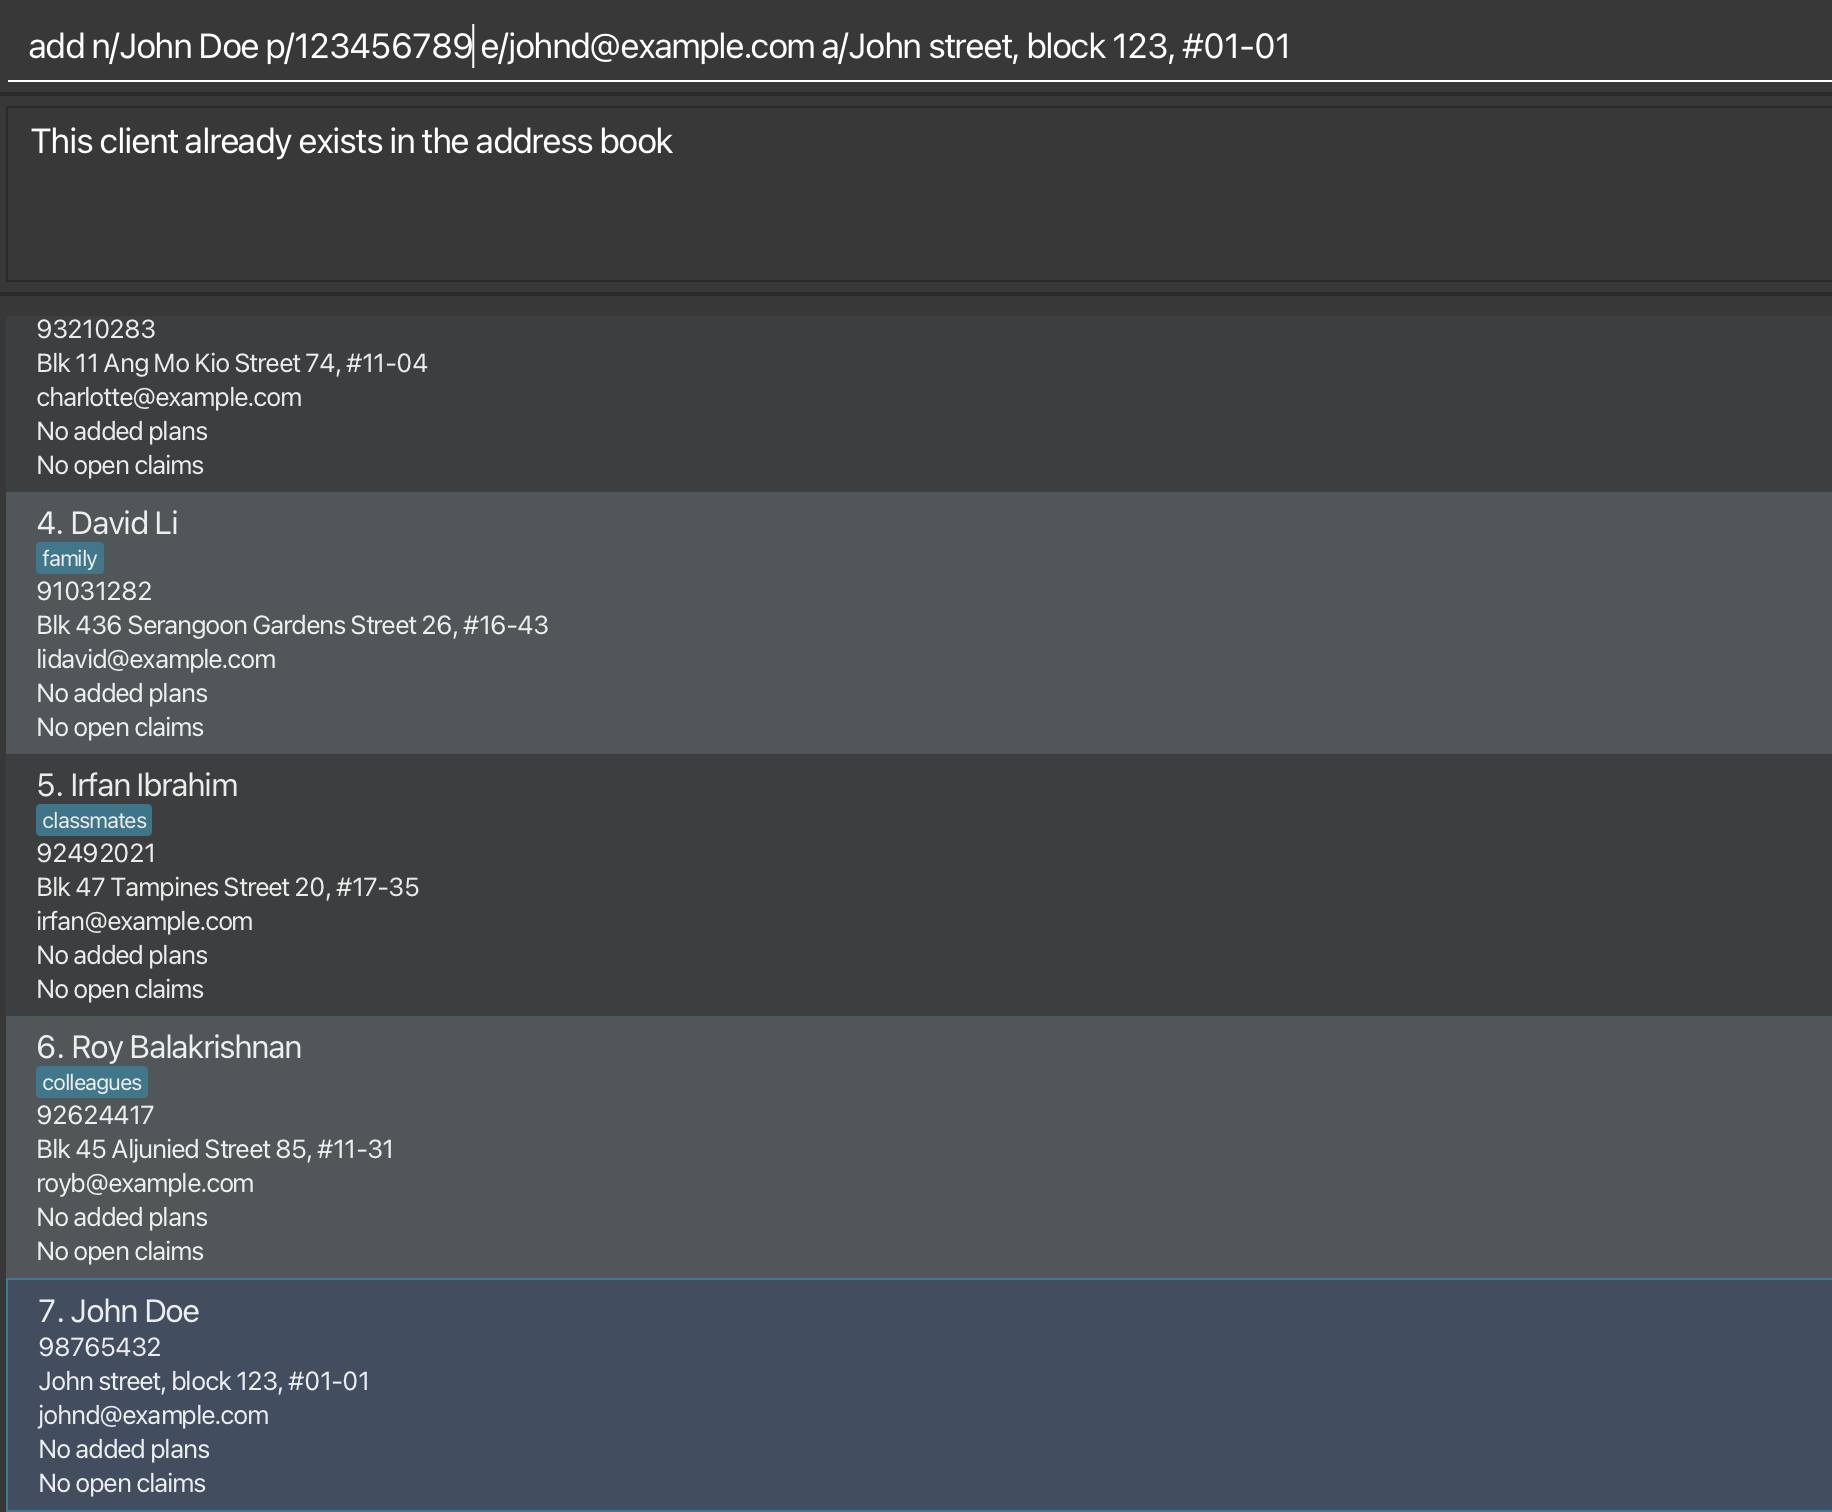 add n/John Doe p/123456789 e/johnd@example.com a/John street, block 123, #01-01
This client already exists in the address book
93210283
Blk 11 Ang Mo Kio Street 74, #11-04
charlotte@example.com
No added plans
No open claims
4. David Li
family
91031282
Blk 436 Serangoon Gardens Street 26, #16-43
lidavid@example.com
No added plans
No open claims
5. Irfan Ibrahim
classmates
92492021
Blk 47 Tampines Street 20, #17-35
irfan@example.com
No added plans
No open claims
6. Roy Balakrishnan
colleagues
92624417
Blk 45 Aljunied Street 85, #11-31
royb@example.com
No added plans
No open claims
7. John Doe
98765432
John street, block 123, #01-01
johnd@example.com
No added plans
No open claims